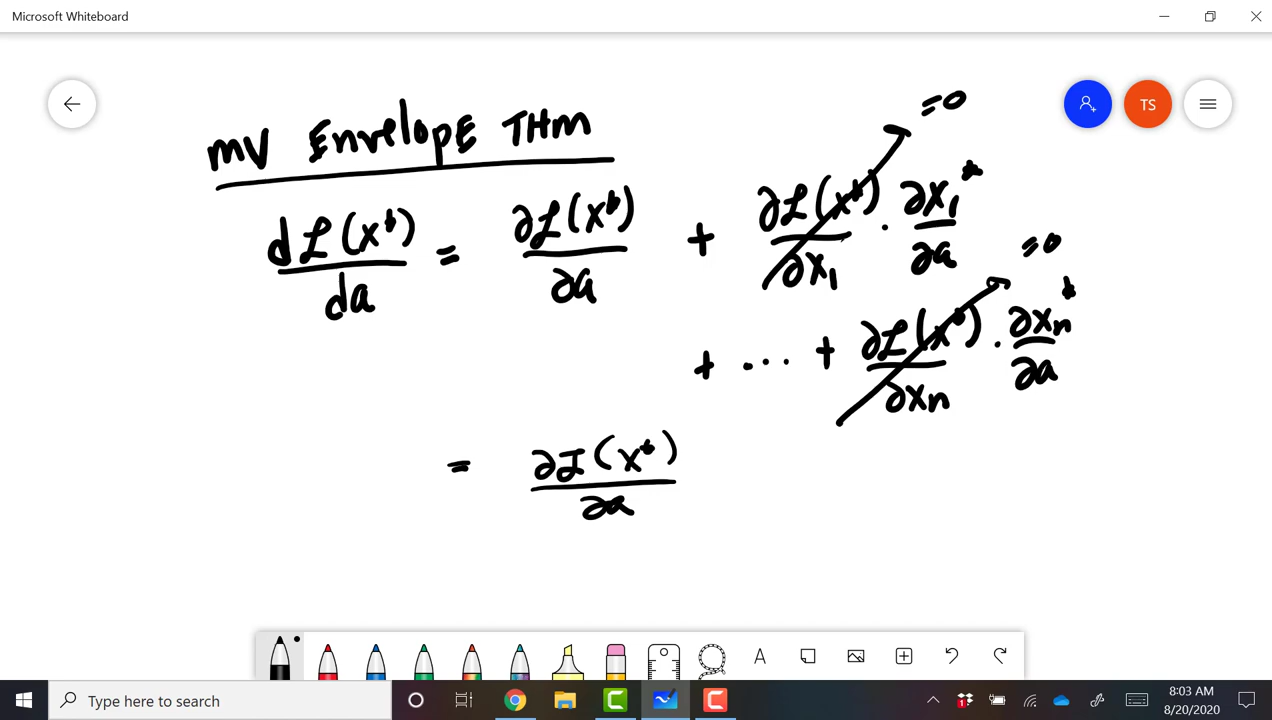 Microsoft Whiteboard
TS
MV Envelope THM
=0
dℒ(x*)/da = ∂ℒ(x*)/∂a + ∂ℒ(x*)/∂x₁ · ∂x₁*/∂a
=0
+ ... + ∂ℒ(x*)/∂xn · ∂xn*/∂a
= ∂ℒ(x*)/∂a
A
Type here to search
1
8:03 AM
8/20/2020